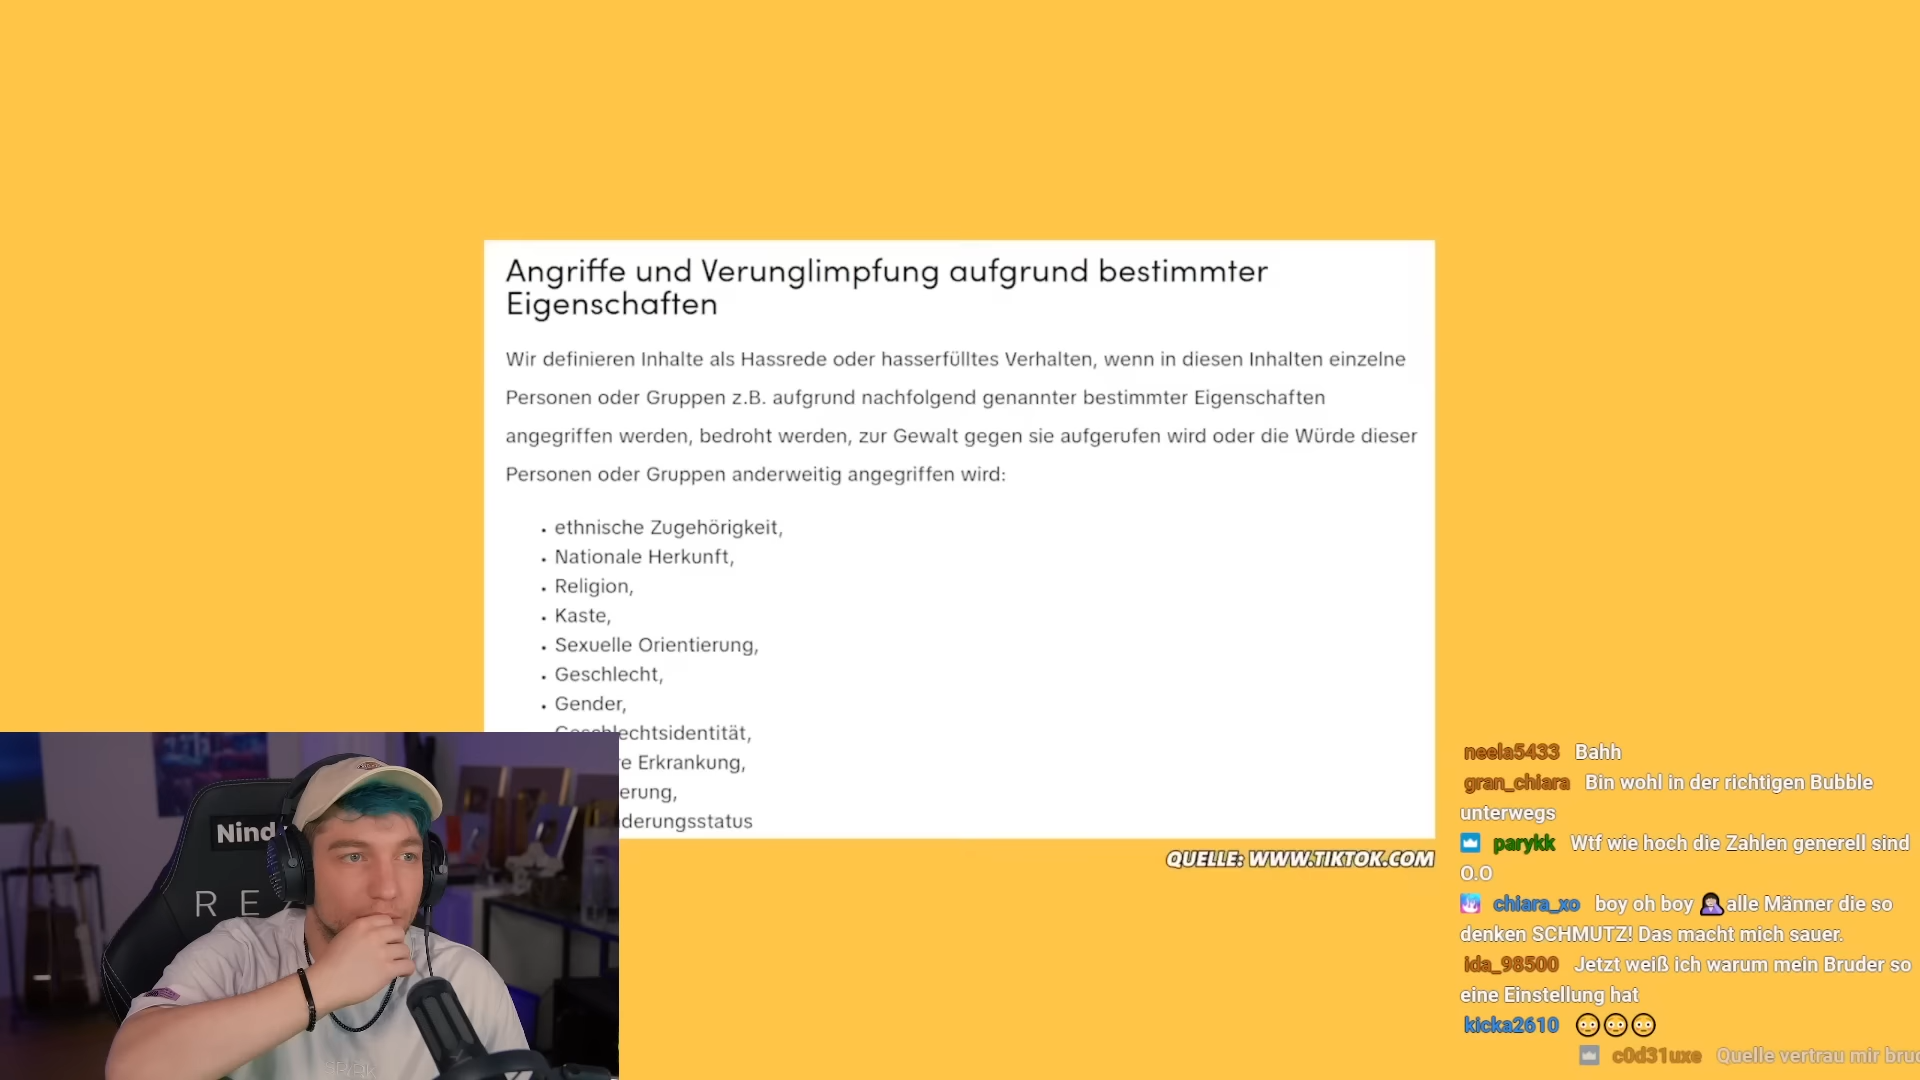 Angriffe und Verunglimpfung aufgrund bestimmter
Eigenschaften
Wir definieren Inhalte als Hassrede oder hasserfülltes Verhalten, wenn in diesen Inhalten einzelne
Personen oder Gruppen z.B. aufgrund nachfolgend genannter bestimmter Eigenschaften
angegriffen werden, bedroht werden, zur Gewalt gegen sie aufgerufen wird oder die Würde dieser
Personen oder Gruppen anderweitig angegriffen wird:
• ethnische Zugehörigkeit,
• Nationale Herkunft,
• Religion,
• Kaste,
• Sexuelle Orientierung,
• Geschlecht,
• Gender,
Geschlechtsidentität,
re Erkrankung,
erung,
derungsstatus
QUELLE: WWW.TIKTOK.COM
Nind
RE
neela5433 Bahh
gran_chiara Bin wohl in der richtigen Bubble
unterwegs
parykk Wtf wie hoch die Zahlen generell sind
O.O
chiara_xo boy oh boy 🤦🏻‍♀️alle Männer die so
denken SCHMUTZ! Das macht mich sauer.
ida_98500 Jetzt weiß ich warum mein Bruder so
eine Einstellung hat
kicka2610 😳😳😳
c0d31uxe Quelle vertrau mir bruc